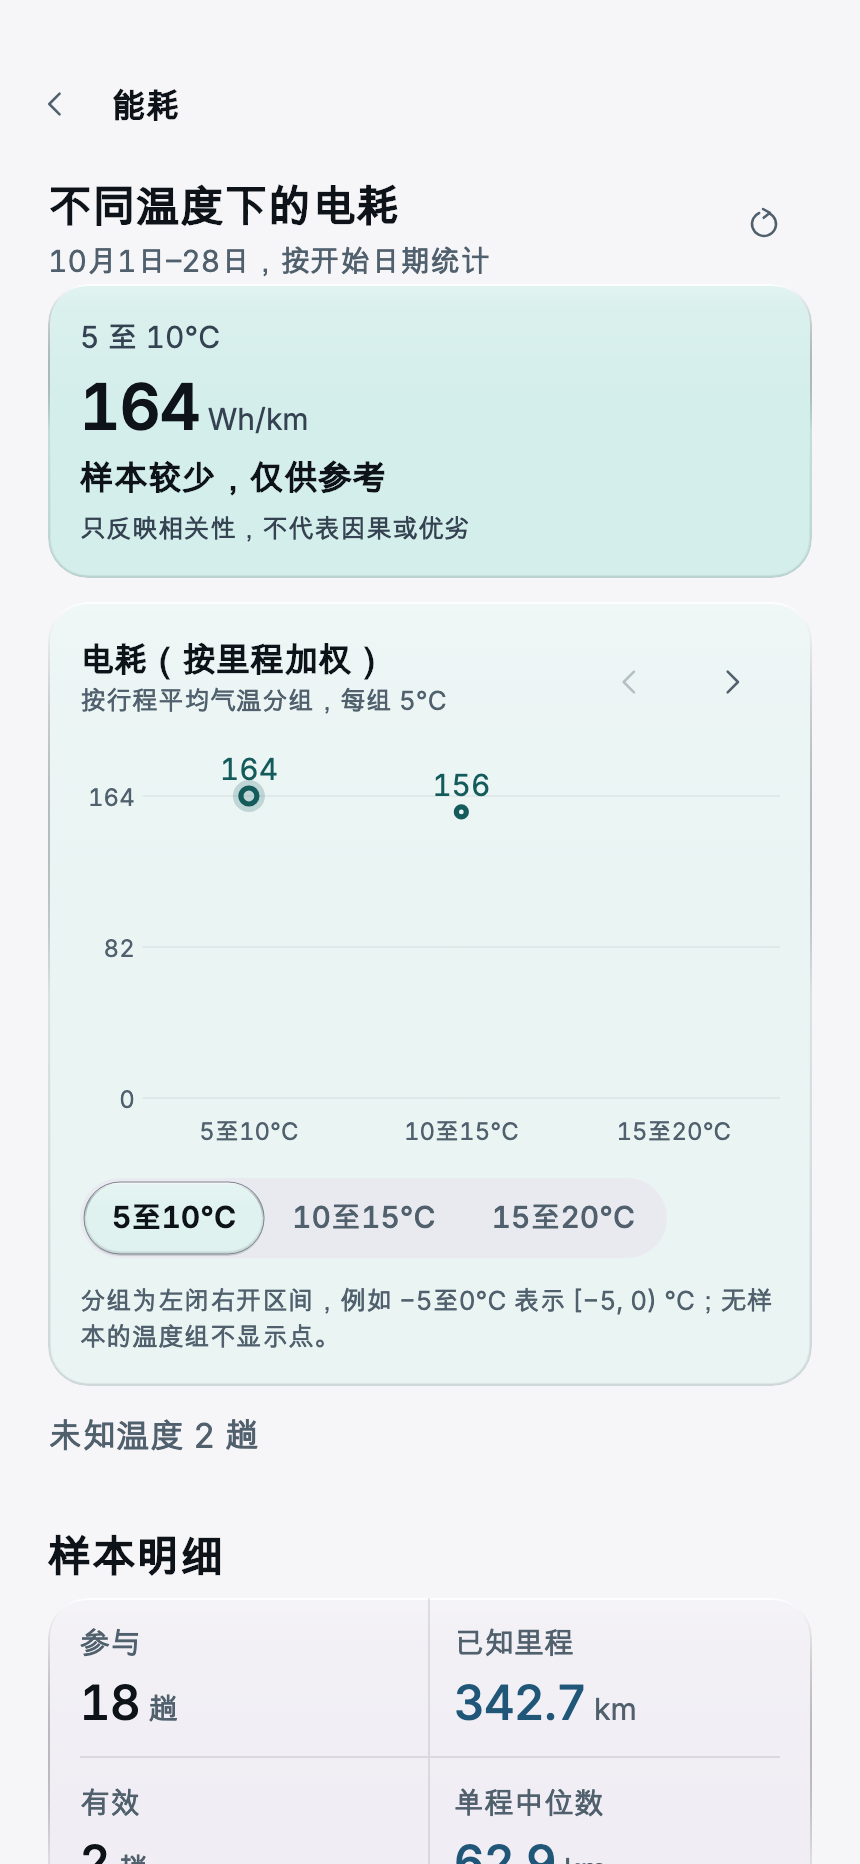 能耗
不同温度下的电耗
10月1日–28日，按开始日期统计
5 至 10°C
164 Wh/km
样本较少，仅供参考
只反映相关性，不代表因果或优劣
电耗（按里程加权）
按行程平均气温分组，每组 5°C
164
156
164
82
0
5至10°C 10至15°C 15至20°C
5至10°C 10至15°C 15至20°C
分组为左闭右开区间，例如 −5至0°C 表示 [−5, 0) °C；无样
本的温度组不显示点。
未知温度 2 趟
样本明细
参与 已知里程
18 趟 342.7 km
有效 单程中位数
2 趟 62.9 km